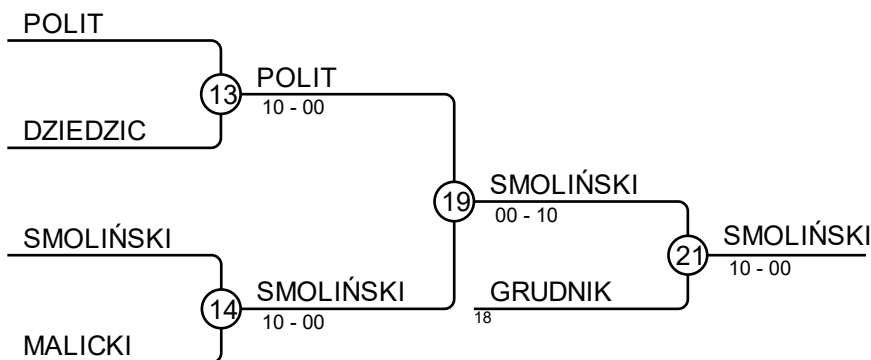 POLIT
13
POLIT
10 - 00
DZIEDZIC
19
SMOLIŃSKI
00 - 10
SMOLIŃSKI
21
SMOLIŃSKI
10 - 00
14
SMOLIŃSKI
10 - 00
GRUDNIK
18
MALICKI